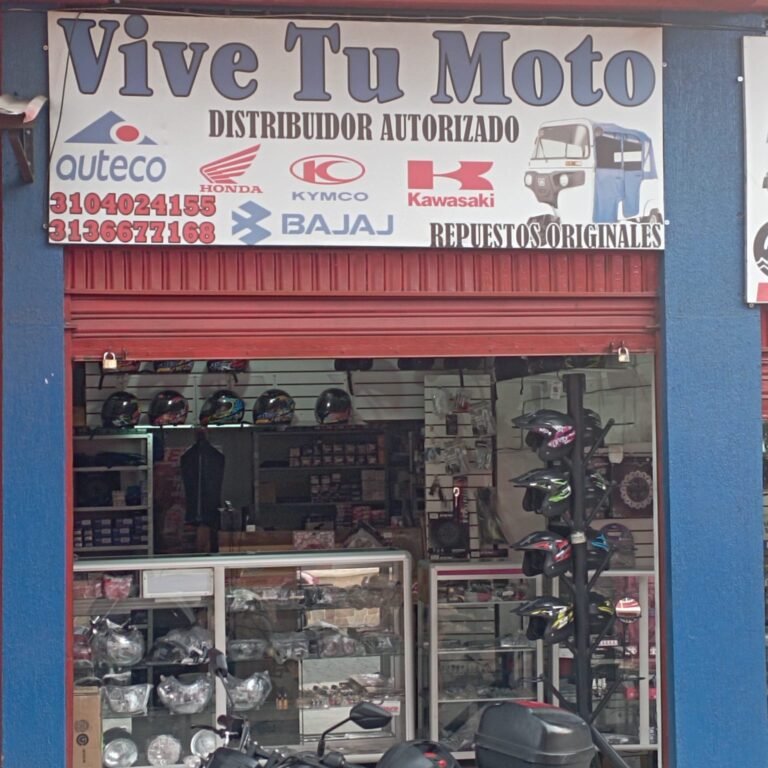 Vive Tu Moto
DISTRIBUIDOR AUTORIZADO
auteco
HONDA
KYMCO
Kawasaki
3104024155
3136677168
BAJAJ
REPUESTOS ORIGINALES